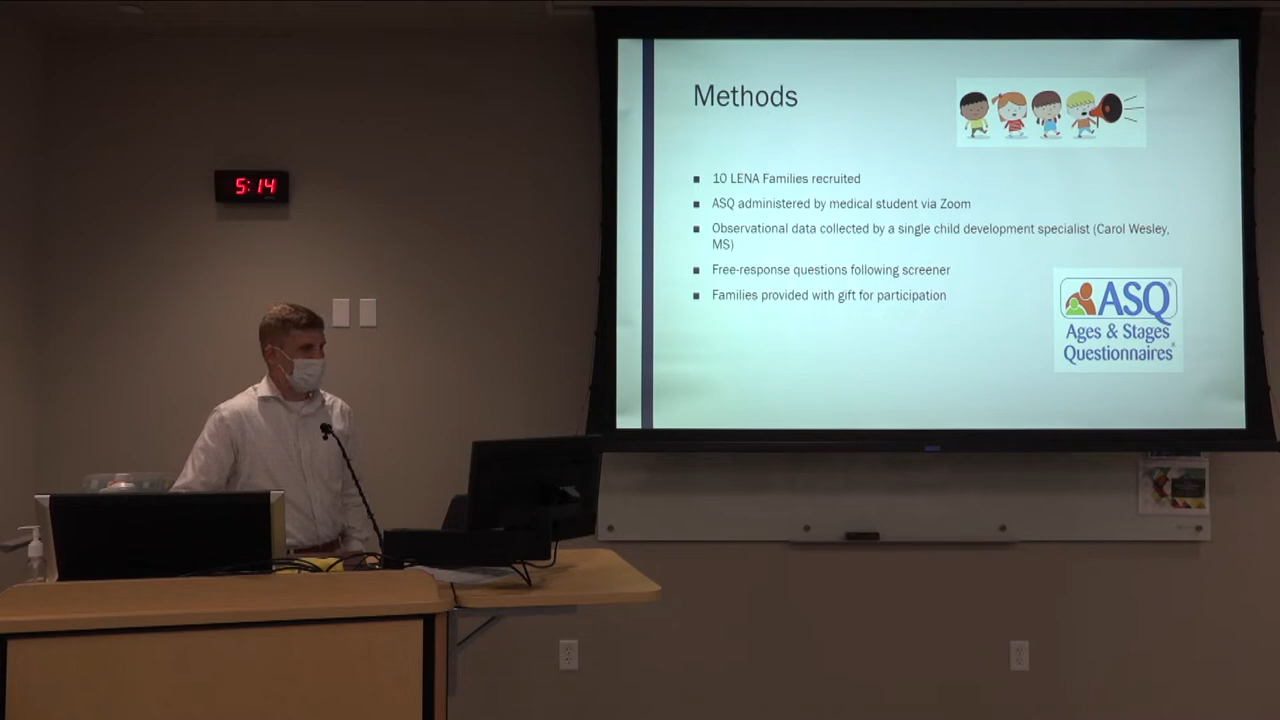 5:14
Methods
10 LENA Families recruited
ASQ administered by medical student via Zoom
Observational data collected by a single child development specialist (Carol Wesley,
MS)
Free-response questions following screener
Families provided with gift for participation
ASQ®
Ages & Stages
Questionnaires®